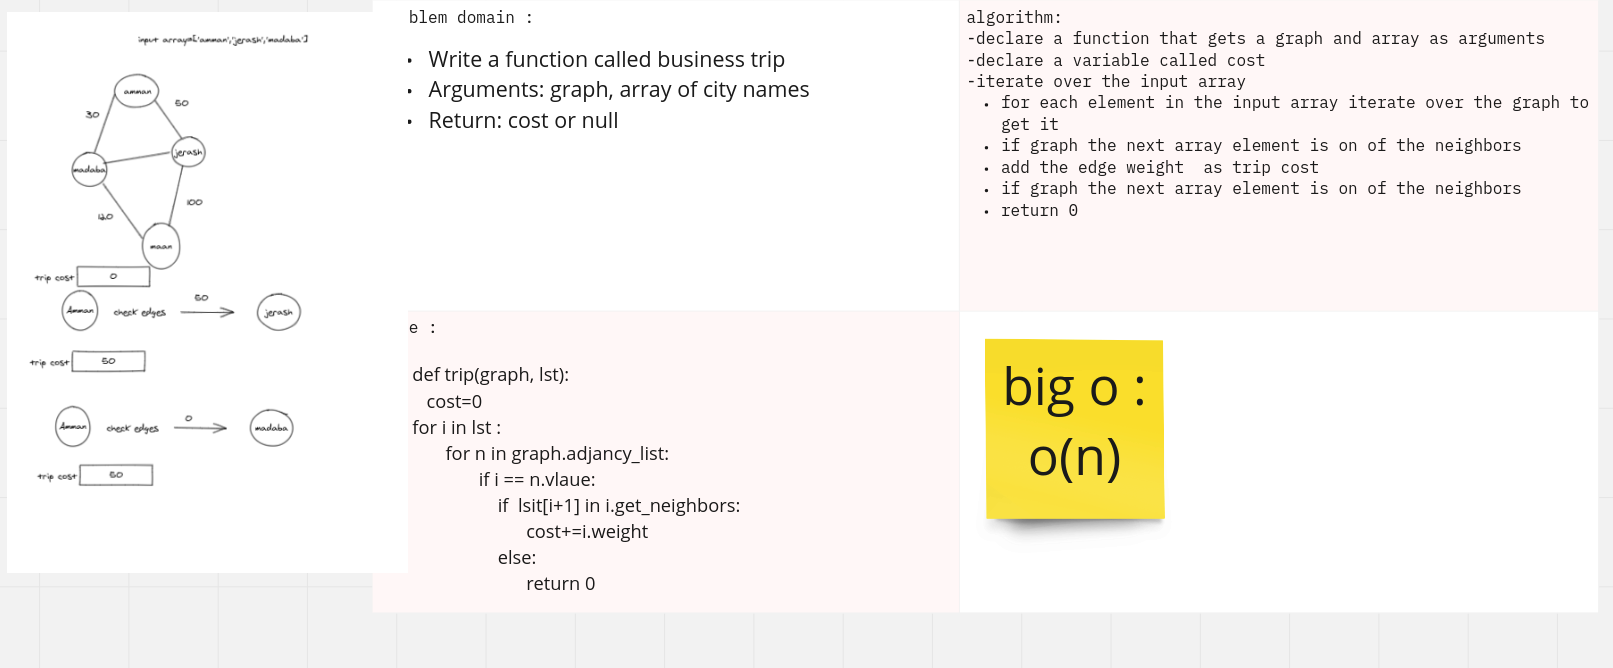 input array=['amman','jerash','madaba']
amman
50
30
jerash
madaba
100
40
maan
trip cost
0
50
Amman
check edges
jerash
trip cost
50
0
Amman
check edges
madaba
trip cost
50
blem domain :
• Write a function called business trip
• Arguments: graph, array of city names
• Return: cost or null
algorithm:
-declare a function that gets a graph and array as arguments
-declare a variable called cost
-iterate over the input array
• for each element in the input array iterate over the graph to
get it
• if graph the next array element is on of the neighbors
• add the edge weight  as trip cost
• if graph the next array element is on of the neighbors
• return 0
e :
def trip(graph, lst):
cost=0
for i in lst :
for n in graph.adjancy_list:
if i == n.vlaue:
if  lsit[i+1] in i.get_neighbors:
cost+=i.weight
else:
return 0
big o :
o(n)